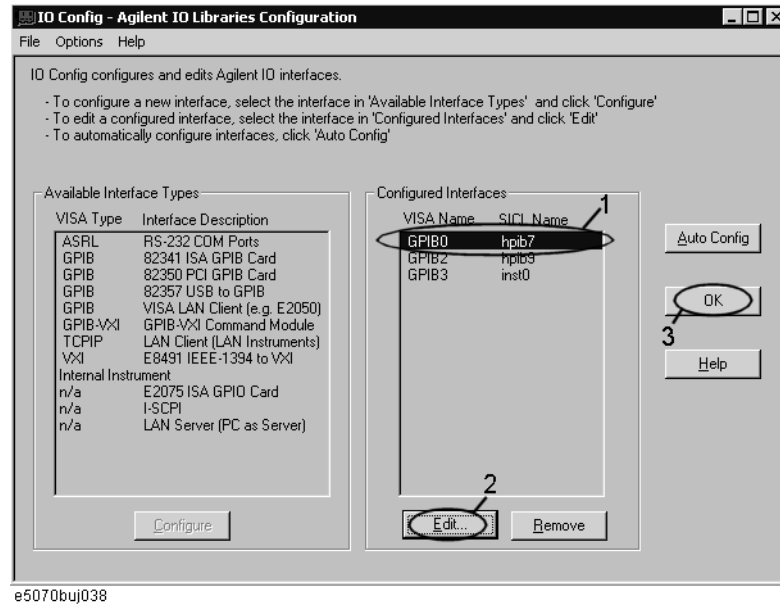 IO Config - Agilent IO Libraries Configuration
File Options Help
IO Config configures and edits Agilent IO interfaces.
- To configure a new interface, select the interface in 'Available Interface Types' and click 'Configure'
- To edit a configured interface, select the interface in 'Configured Interfaces' and click 'Edit'
- To automatically configure interfaces, click 'Auto Config'
Available Interface Types
VISA Type Interface Description
ASRL RS-232 COM Ports
GPIB 82341 ISA GPIB Card
GPIB 82350 PCI GPIB Card
GPIB 82357 USB to GPIB
GPIB VISA LAN Client (e.g. E2050)
GPIB-VXI GPIB-VXI Command Module
TCPIP LAN Client (LAN Instruments)
VXI E8491 IEEE-1394 to VXI
Internal Instrument
n/a E2075 ISA GPIO Card
n/a I-SCPI
n/a LAN Server (PC as Server)
Configure
Configured Interfaces
1
VISA Name SICL Name
GPIB0 hpib7
GPIB2 hpib9
GPIB3 inst0
2
Edit...
Remove
Auto Config
OK
3
Help
e5070buj038